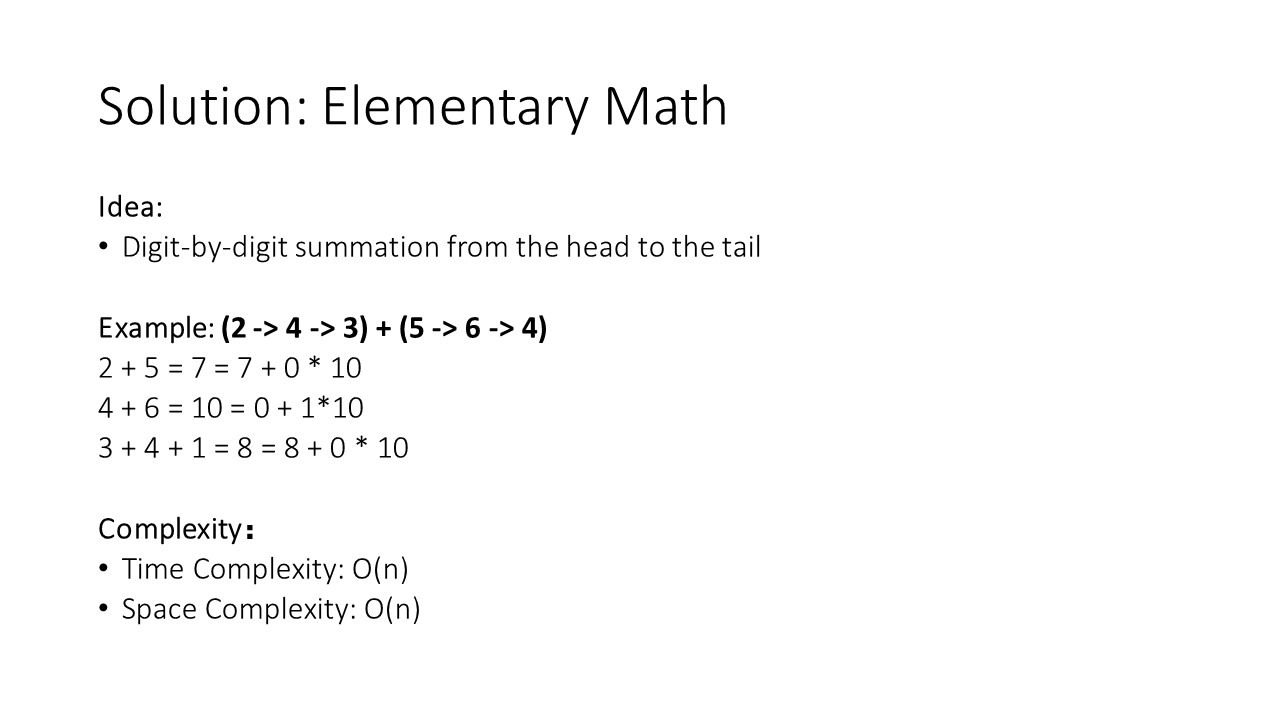 Solution: Elementary Math
Idea:
• Digit-by-digit summation from the head to the tail
Example: (2 -> 4 -> 3) + (5 -> 6 -> 4)
2 + 5 = 7 = 7 + 0 * 10
4 + 6 = 10 = 0 + 1*10
3 + 4 + 1 = 8 = 8 + 0 * 10
Complexity：
• Time Complexity: O(n)
• Space Complexity: O(n)